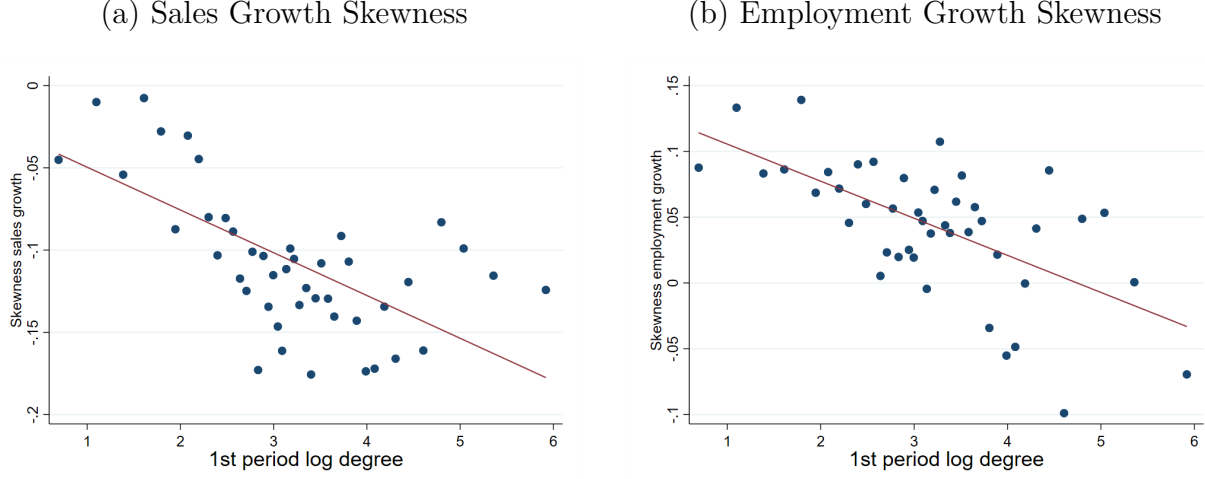 (a) Sales Growth Skewness
(b) Employment Growth Skewness
Skewness sales growth
0
-.05
-.1
-.15
-.2
1 2 3 4 5 6
1st period log degree
Skewness employment growth
.15
.1
.05
0
-.05
-.1
1 2 3 4 5 6
1st period log degree